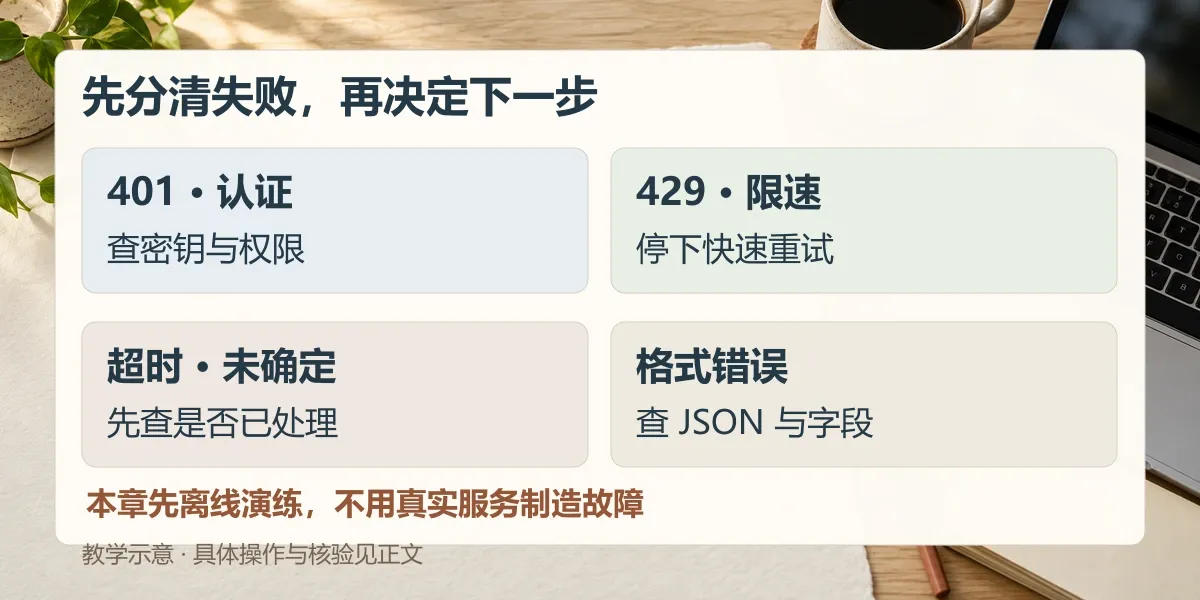 先分清失败，再决定下一步
401 · 认证
查密钥与权限
429 · 限速
停下快速重试
超时 · 未确定
先查是否已处理
格式错误
查 JSON 与字段
本章先离线演练，不用真实服务制造故障
教学示意 · 具体操作与核验见正文